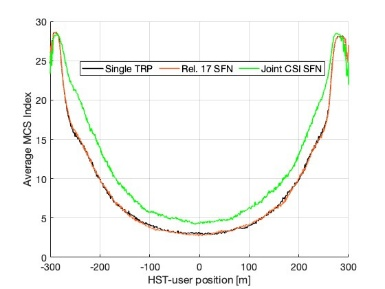 30
25
20
15
10
5
0
Average MCS Index
Single TRP Rel. 17 SFN Joint CSI SFN
-300 -200 -100 0 100 200 300
HST-user position [m]